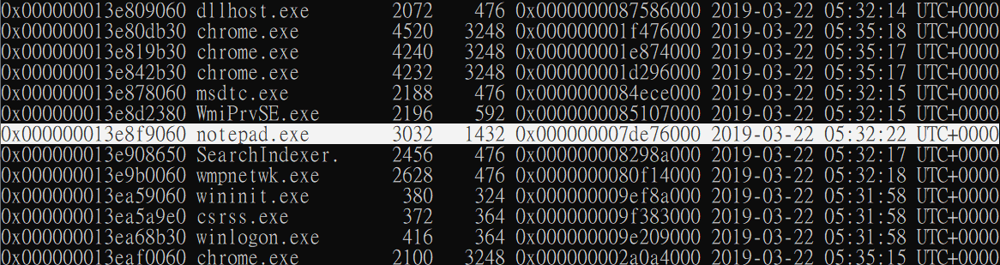 0x000000013e809060 dllhost.exe 2072 476 0x0000000087586000 2019-03-22 05:32:14 UTC+0000
0x000000013e80db30 chrome.exe 4520 3248 0x000000001f476000 2019-03-22 05:35:18 UTC+0000
0x000000013e819b30 chrome.exe 4240 3248 0x000000001e874000 2019-03-22 05:35:17 UTC+0000
0x000000013e842b30 chrome.exe 4232 3248 0x000000001d296000 2019-03-22 05:35:17 UTC+0000
0x000000013e878060 msdtc.exe 2188 476 0x0000000084ece000 2019-03-22 05:32:15 UTC+0000
0x000000013e8d2380 WmiPrvSE.exe 2196 592 0x0000000085107000 2019-03-22 05:32:15 UTC+0000
0x000000013e8f9060 notepad.exe 3032 1432 0x000000007de76000 2019-03-22 05:32:22 UTC+0000
0x000000013e908650 SearchIndexer. 2456 476 0x000000008298a000 2019-03-22 05:32:17 UTC+0000
0x000000013e9b0060 wmpnetwk.exe 2628 476 0x0000000080f14000 2019-03-22 05:32:18 UTC+0000
0x000000013ea59060 wininit.exe 380 324 0x000000009ef8a000 2019-03-22 05:31:58 UTC+0000
0x000000013ea5a9e0 csrss.exe 372 364 0x000000009f383000 2019-03-22 05:31:58 UTC+0000
0x000000013ea68b30 winlogon.exe 416 364 0x000000009e209000 2019-03-22 05:31:58 UTC+0000
0x000000013eaf0060 chrome.exe 2100 3248 0x000000002a0a4000 2019-03-22 05:35:15 UTC+0000